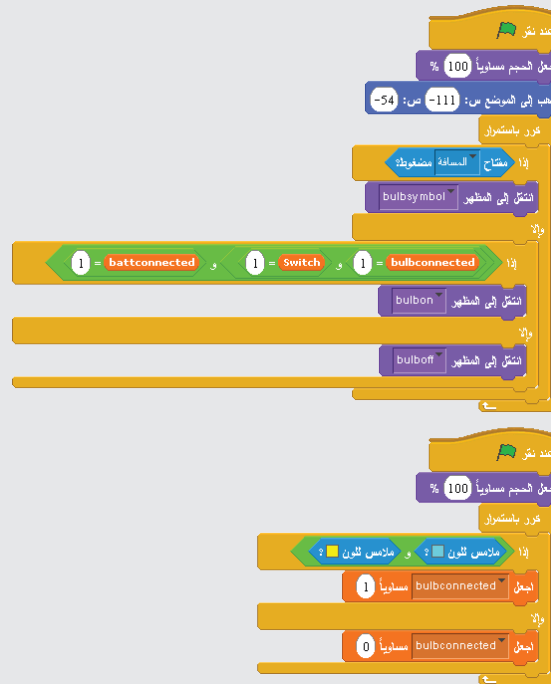 عند نقر
اجعل الحجم مساوياً 100 %
اذهب إلى الموضع س: -111 ص: -54
كرر باستمرار
إذا مفتاح المسافة مضغوط؟
انتقل إلى المظهر bulbsymbol
وإلا
إذا bulbconnected = 1 و Switch = 1 و battconnected = 1
انتقل إلى المظهر bulbon
وإلا
انتقل إلى المظهر bulboff
عند نقر
اجعل الحجم مساوياً 100 %
كرر باستمرار
إذا ملامس للون ؟ و ملامس للون ؟
اجعل bulbconnected مساوياً 1
وإلا
اجعل bulbconnected مساوياً 0